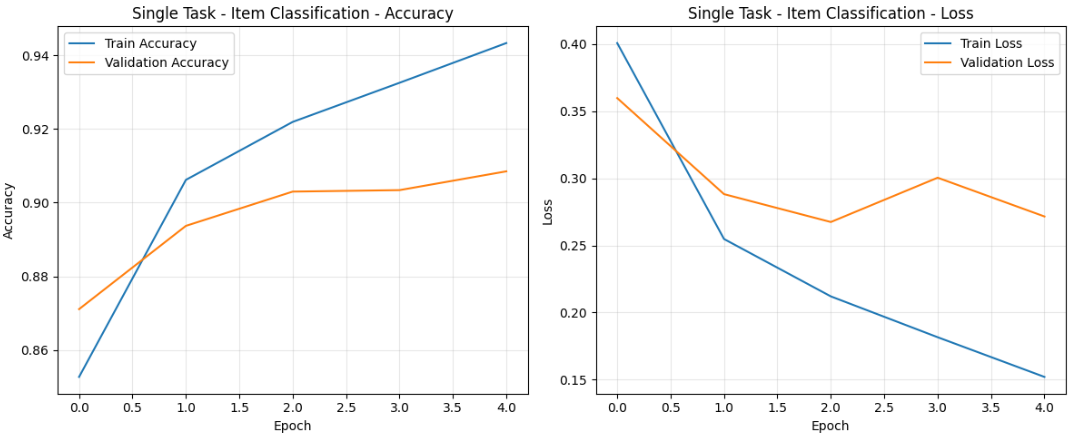 Single Task - Item Classification - Accuracy
Train Accuracy
Validation Accuracy
0.94
0.92
0.90
0.88
0.86
Accuracy
0.0 0.5 1.0 1.5 2.0 2.5 3.0 3.5 4.0
Epoch
Single Task - Item Classification - Loss
Train Loss
Validation Loss
0.40
0.35
0.30
0.25
0.20
0.15
Loss
0.0 0.5 1.0 1.5 2.0 2.5 3.0 3.5 4.0
Epoch